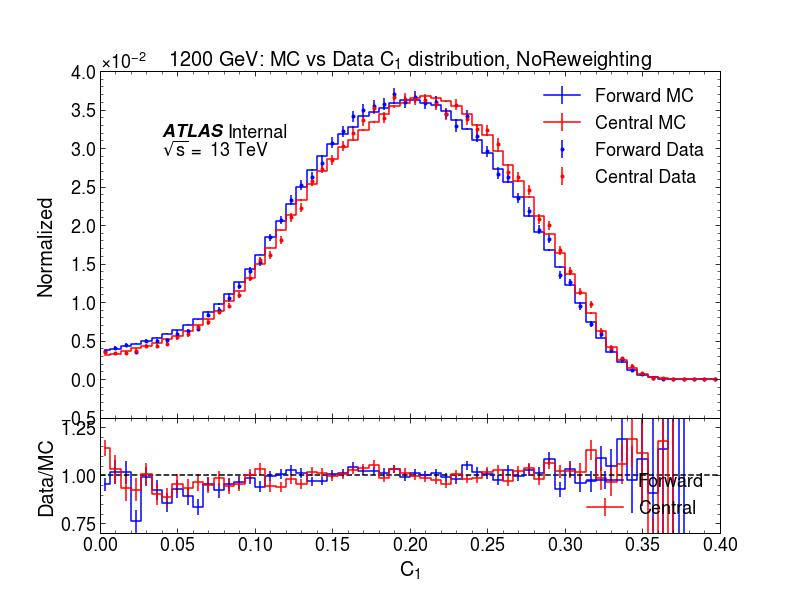 ×10⁻²
1200 GeV: MC vs Data C₁ distribution, NoReweighting
4.0
3.5
3.0
2.5
2.0
1.5
1.0
0.5
0.0
Normalized
ATLAS Internal
√s = 13 TeV
Forward MC
Central MC
Forward Data
Central Data
1.25
1.00
0.75
Data/MC
Forward
Central
0.00 0.05 0.10 0.15 0.20 0.25 0.30 0.35 0.40
C₁